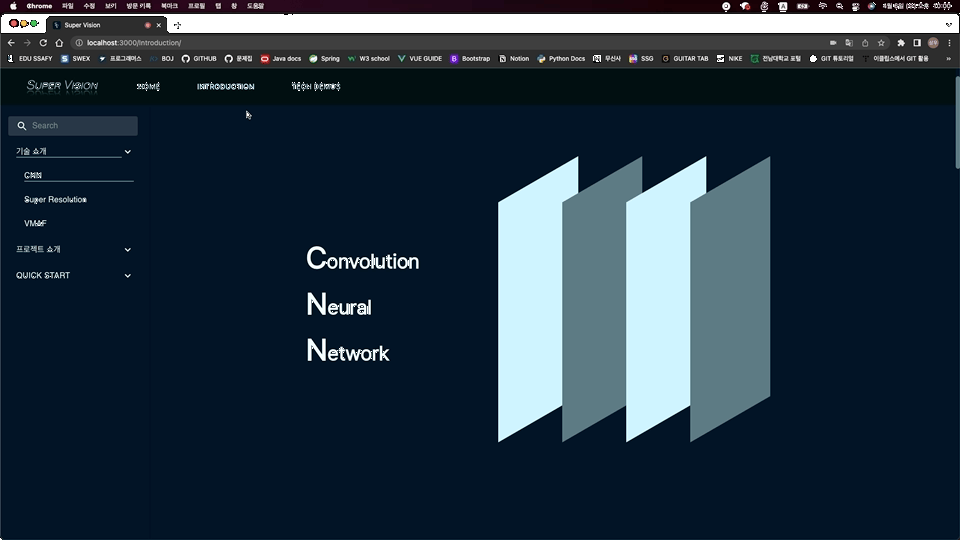 Chrome 파일 수정 보기 방문 기록 북마크 프로필 탭 창 도움말
Super Vision
localhost:3000/Introduction/
EDU SSAFY SWEX 프로그래머스 BOJ GITHUB 문제집 Java docs Spring W3 school VUE GUIDE Bootstrap Notion Python Docs 무신사 SSG GUITAR TAB NIKE 전남대학교 포털 GIT 튜토리얼 이클립스에서 GIT 활용
SUPER VISION HOME INTRODUCTION TECH DEMOS
Search
기술 소개
CNN
Super Resolution
VMAF
프로젝트 소개
QUICK START
Convolution
Neural
Network